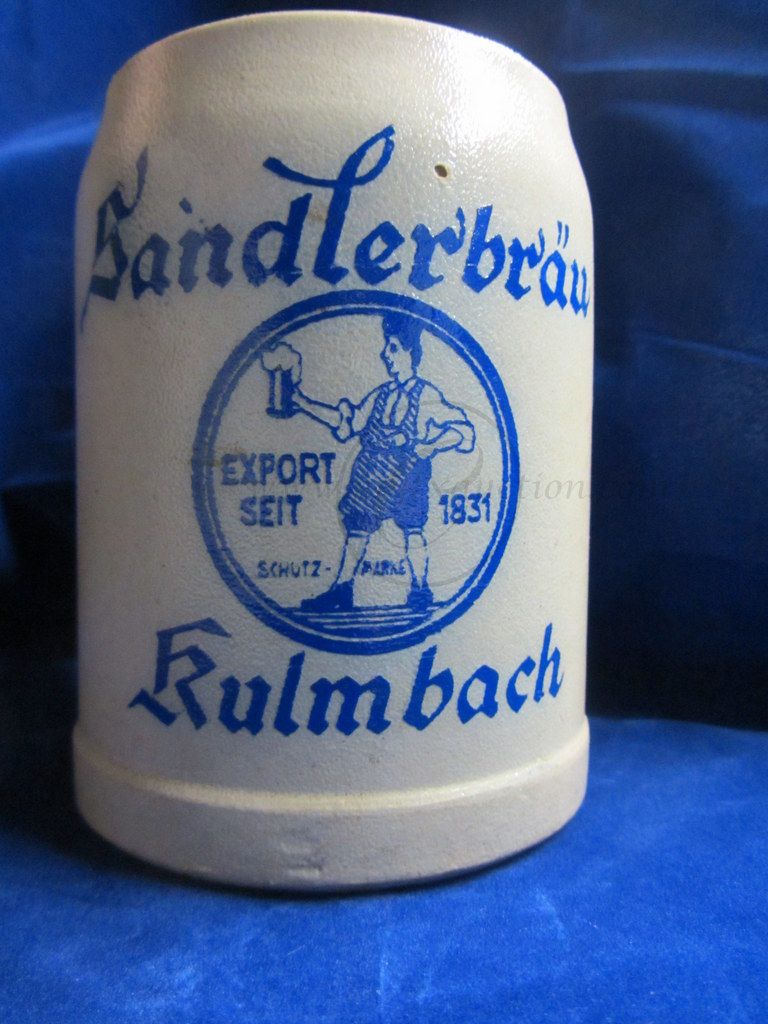 Sandlerbräu
EXPORT
SEIT 1831
SCHUTZ- MARKE
Kulmbach